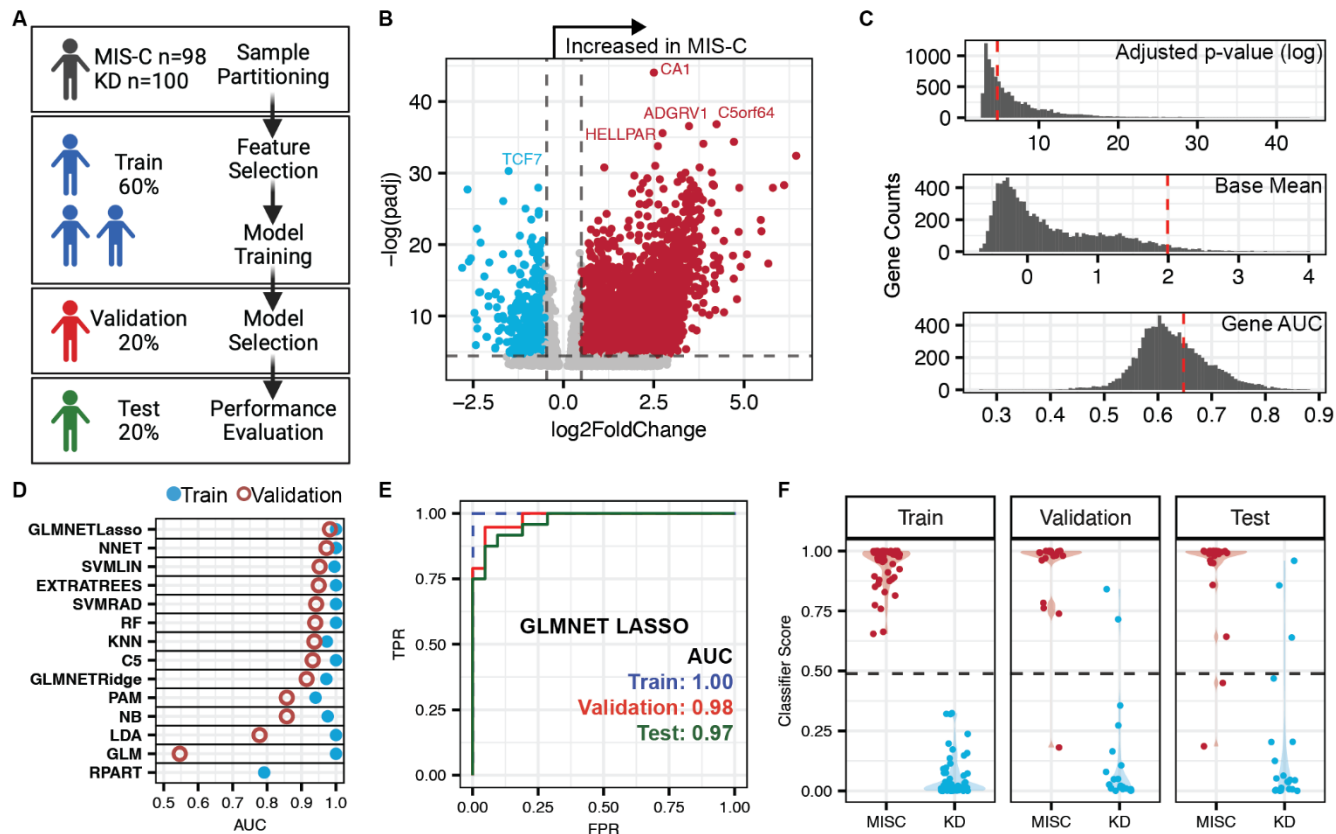 A
MIS-C n=98
KD n=100
Sample
Partitioning
Train
60%
Feature
Selection
Model
Training
Validation
20%
Model
Selection
Test
20%
Performance
Evaluation
B
Increased in MIS-C
CA1
ADGRV1
C5orf64
HELLPAR
TCF7
40
30
20
10
−log(padj)
−2.5
0.0
2.5
5.0
log2FoldChange
C
Adjusted p-value (log)
1000
500
0
10
20
30
40
Base Mean
400
200
0
0
1
2
3
4
Gene AUC
400
200
0
0.3
0.4
0.5
0.6
0.7
0.8
0.9
Gene Counts
D
Train
Validation
GLMNETLasso
NNET
SVMLIN
EXTRATREES
SVMRAD
RF
KNN
C5
GLMNETRidge
PAM
NB
LDA
GLM
RPART
0.5
0.6
0.7
0.8
0.9
1.0
AUC
E
1.00
0.75
0.50
0.25
0.00
TPR
GLMNET LASSO
AUC
Train: 1.00
Validation: 0.98
Test: 0.97
0.00
0.25
0.50
0.75
1.00
FPR
F
Train
Validation
Test
1.00
0.75
0.50
0.25
0.00
Classifier Score
MISC
KD
MISC
KD
MISC
KD